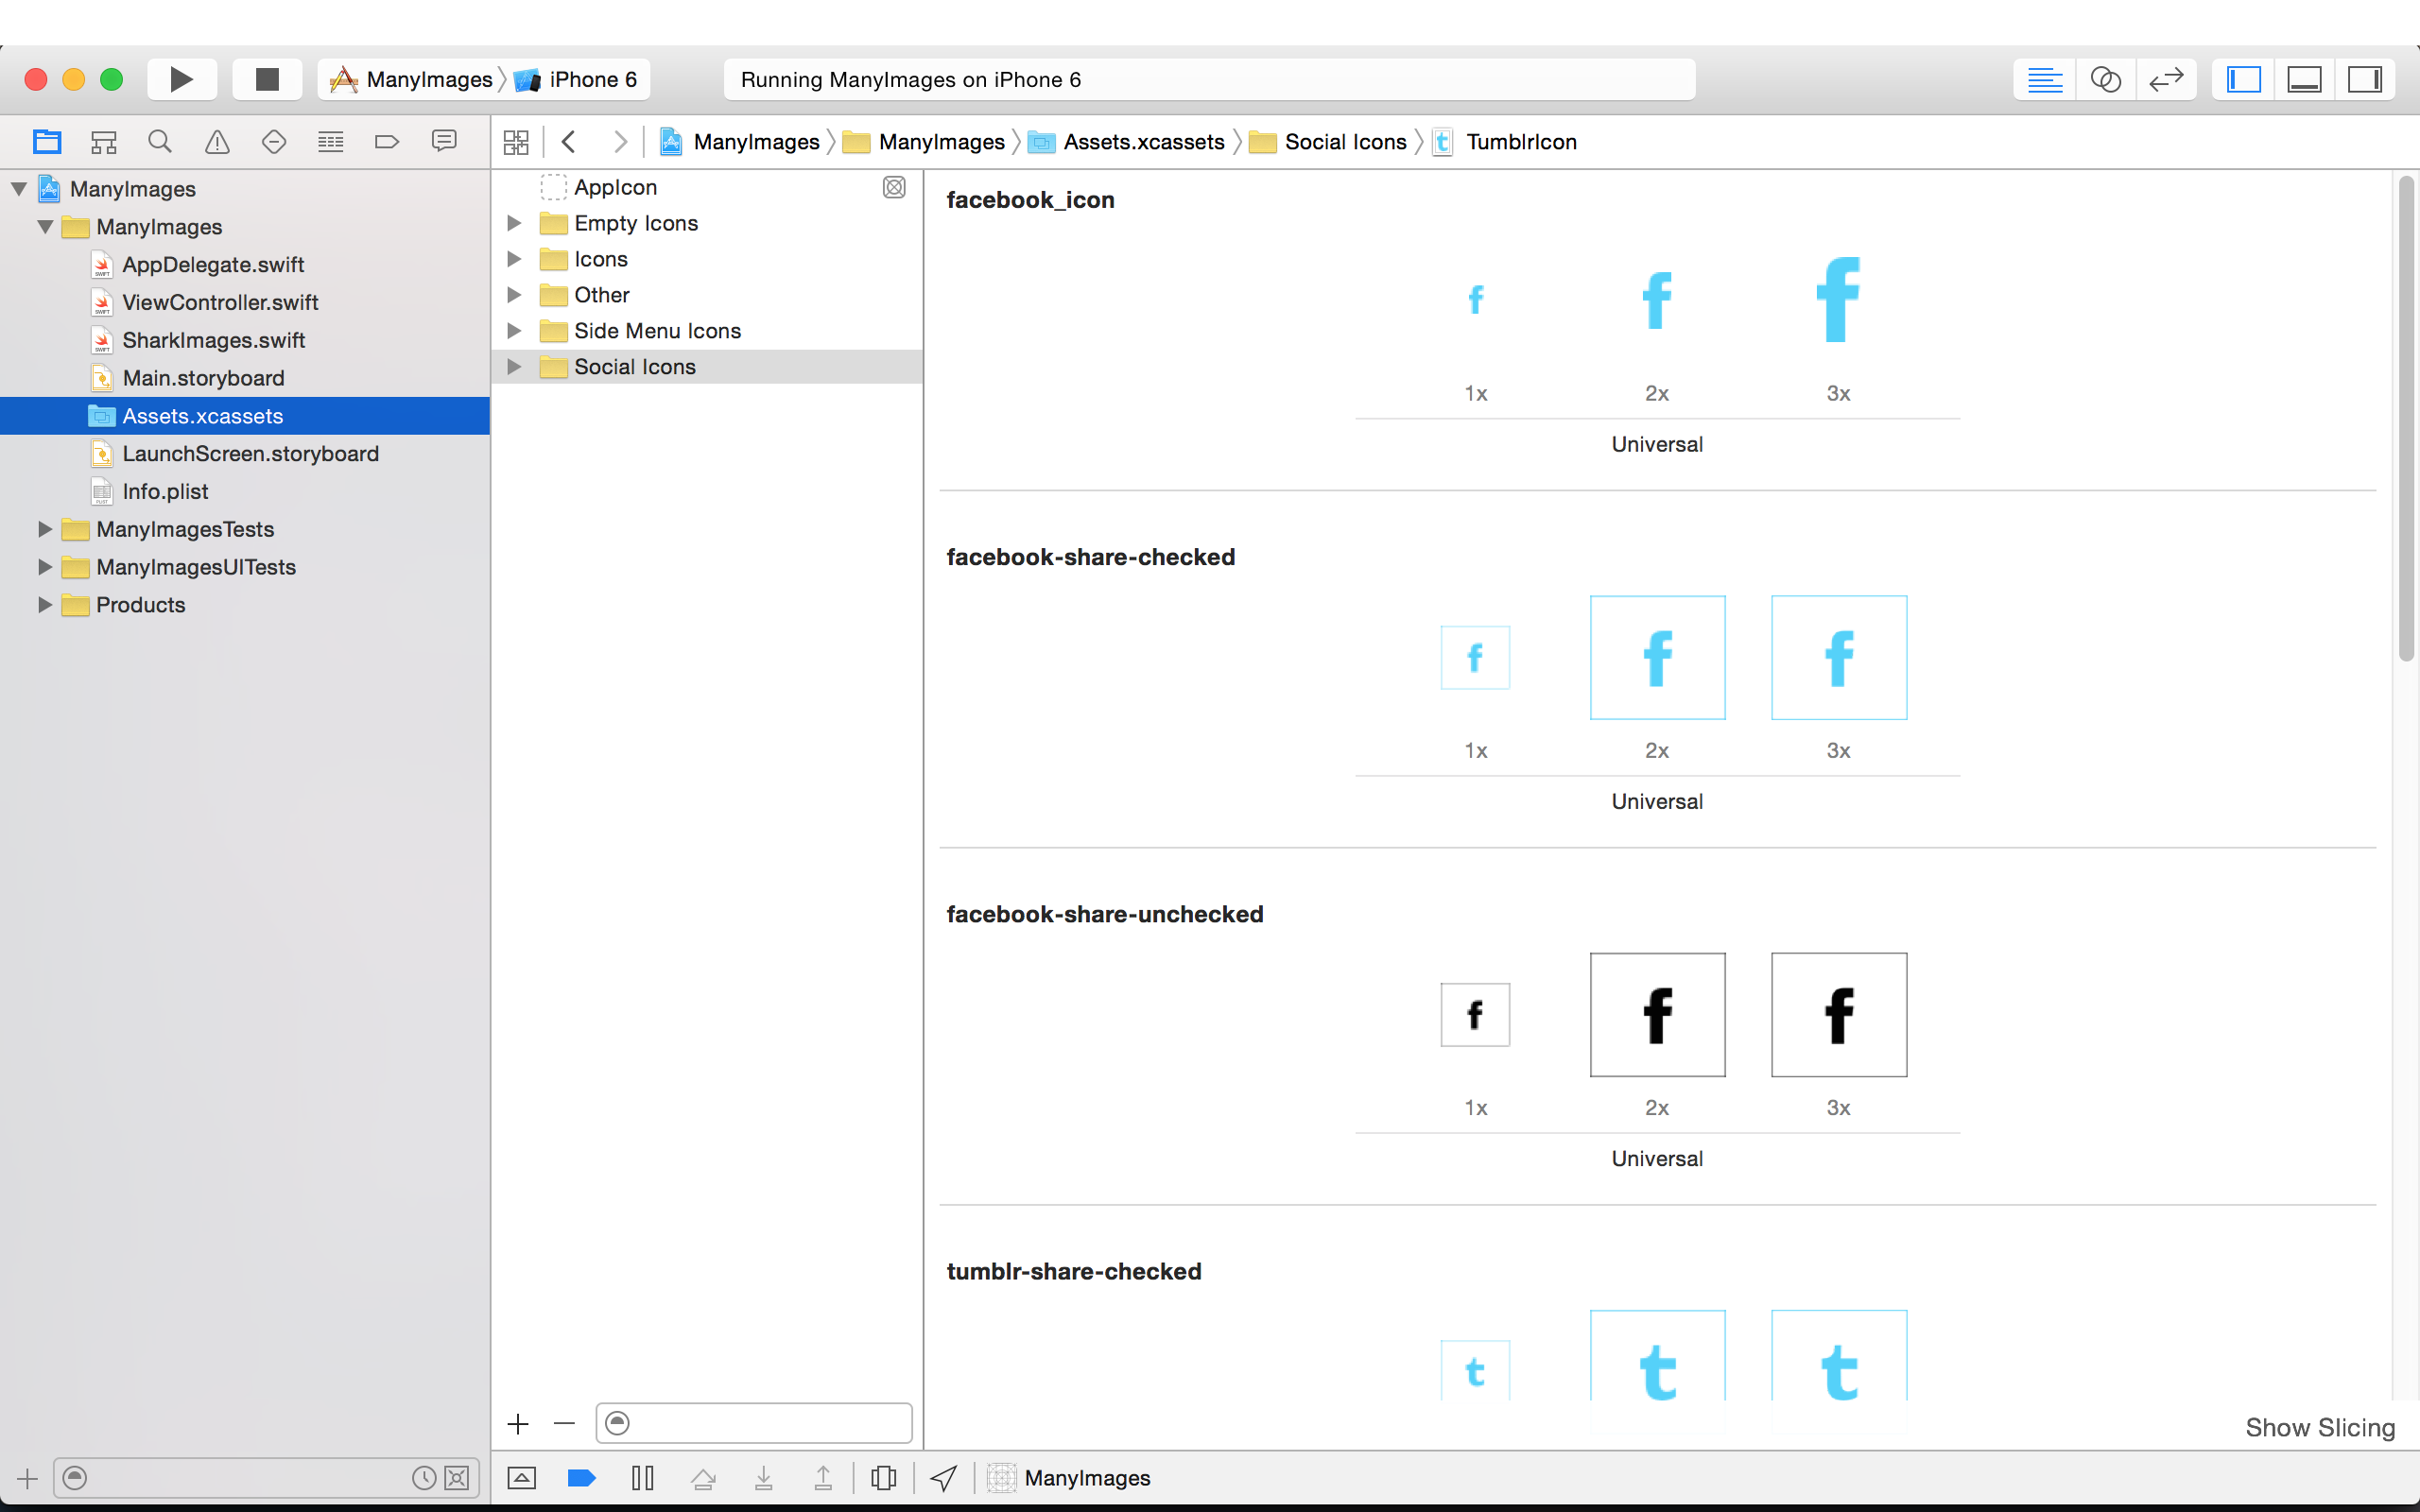 ManyImages iPhone 6
Running ManyImages on iPhone 6
ManyImages ManyImages Assets.xcassets Social Icons TumblrIcon
ManyImages
ManyImages
AppDelegate.swift
ViewController.swift
SharkImages.swift
Main.storyboard
Assets.xcassets
LaunchScreen.storyboard
Info.plist
ManyImagesTests
ManyImagesUITests
Products
AppIcon
Empty Icons
Icons
Other
Side Menu Icons
Social Icons
facebook_icon
1x 2x 3x
Universal
facebook-share-checked
1x 2x 3x
Universal
facebook-share-unchecked
1x 2x 3x
Universal
tumblr-share-checked
Show Slicing
ManyImages